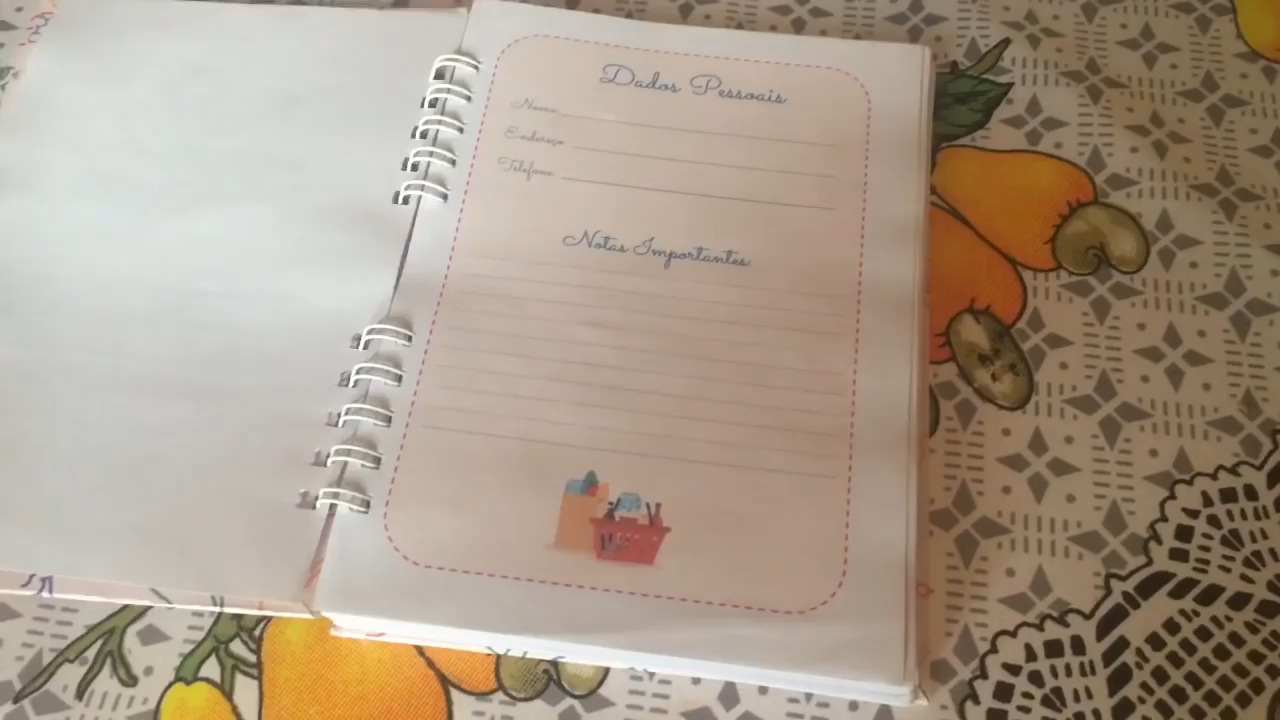 Dados Pessoais
Nome
Endereço
Telefone
Notas Importantes